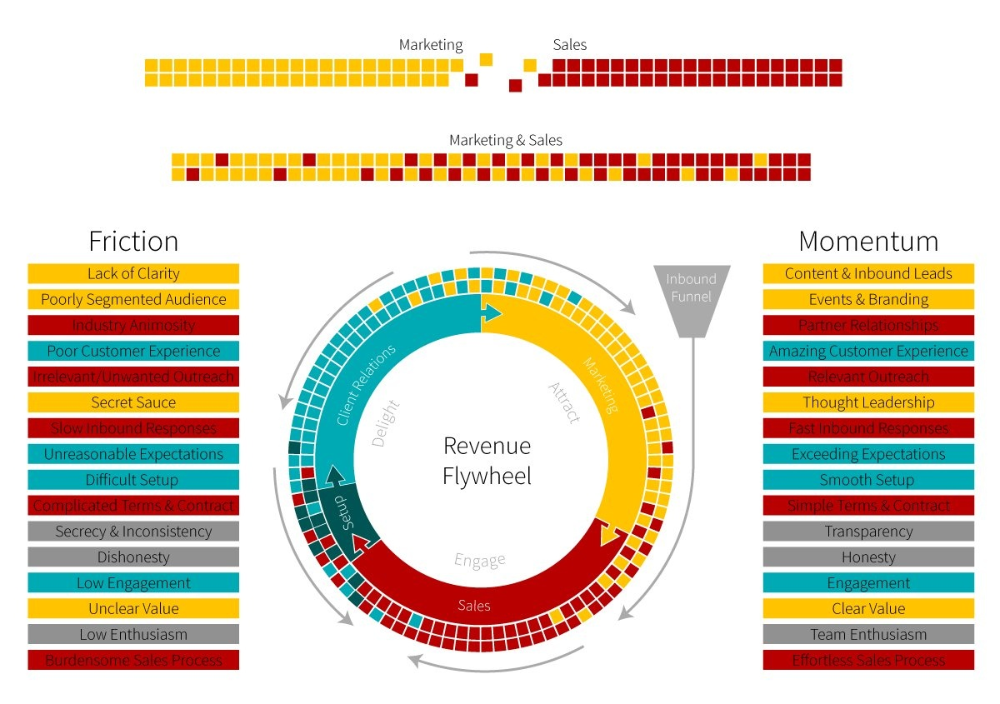 Marketing
Sales
Marketing & Sales
Friction
Lack of Clarity
Poorly Segmented Audience
Industry Animosity
Poor Customer Experience
Irrelevant/Unwanted Outreach
Secret Sauce
Slow Inbound Responses
Unreasonable Expectations
Difficult Setup
Complicated Terms & Contract
Secrecy & Inconsistency
Dishonesty
Low Engagement
Unclear Value
Low Enthusiasm
Burdensome Sales Process
Client Relations
Delight
Marketing
Attract
Revenue
Flywheel
Setup
Engage
Sales
Inbound
Funnel
Momentum
Content & Inbound Leads
Events & Branding
Partner Relationships
Amazing Customer Experience
Relevant Outreach
Thought Leadership
Fast Inbound Responses
Exceeding Expectations
Smooth Setup
Simple Terms & Contract
Transparency
Honesty
Engagement
Clear Value
Team Enthusiasm
Effortless Sales Process